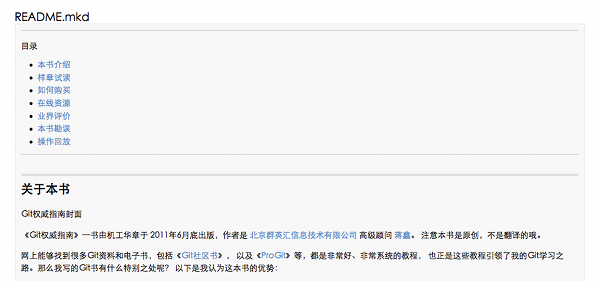 README.mkd
目录
本书介绍
样章试读
如何购买
在线资源
业界评价
本书勘误
操作回放
关于本书
Git权威指南封面
《Git权威指南》一书由机工华章于 2011年6月底出版，作者是 北京群英汇信息技术有限公司 高级顾问 蒋鑫。 注意本书是原创，不是翻译的哦。
网上能够找到很多Git资料和电子书，包括《Git社区书》， 以及《ProGit》等，都是非常好、非常系统的教程， 也正是这些教程引领了我的Git学习之
路。那么我写的Git书有什么特别之处呢？ 以下是我认为这本书的优势：